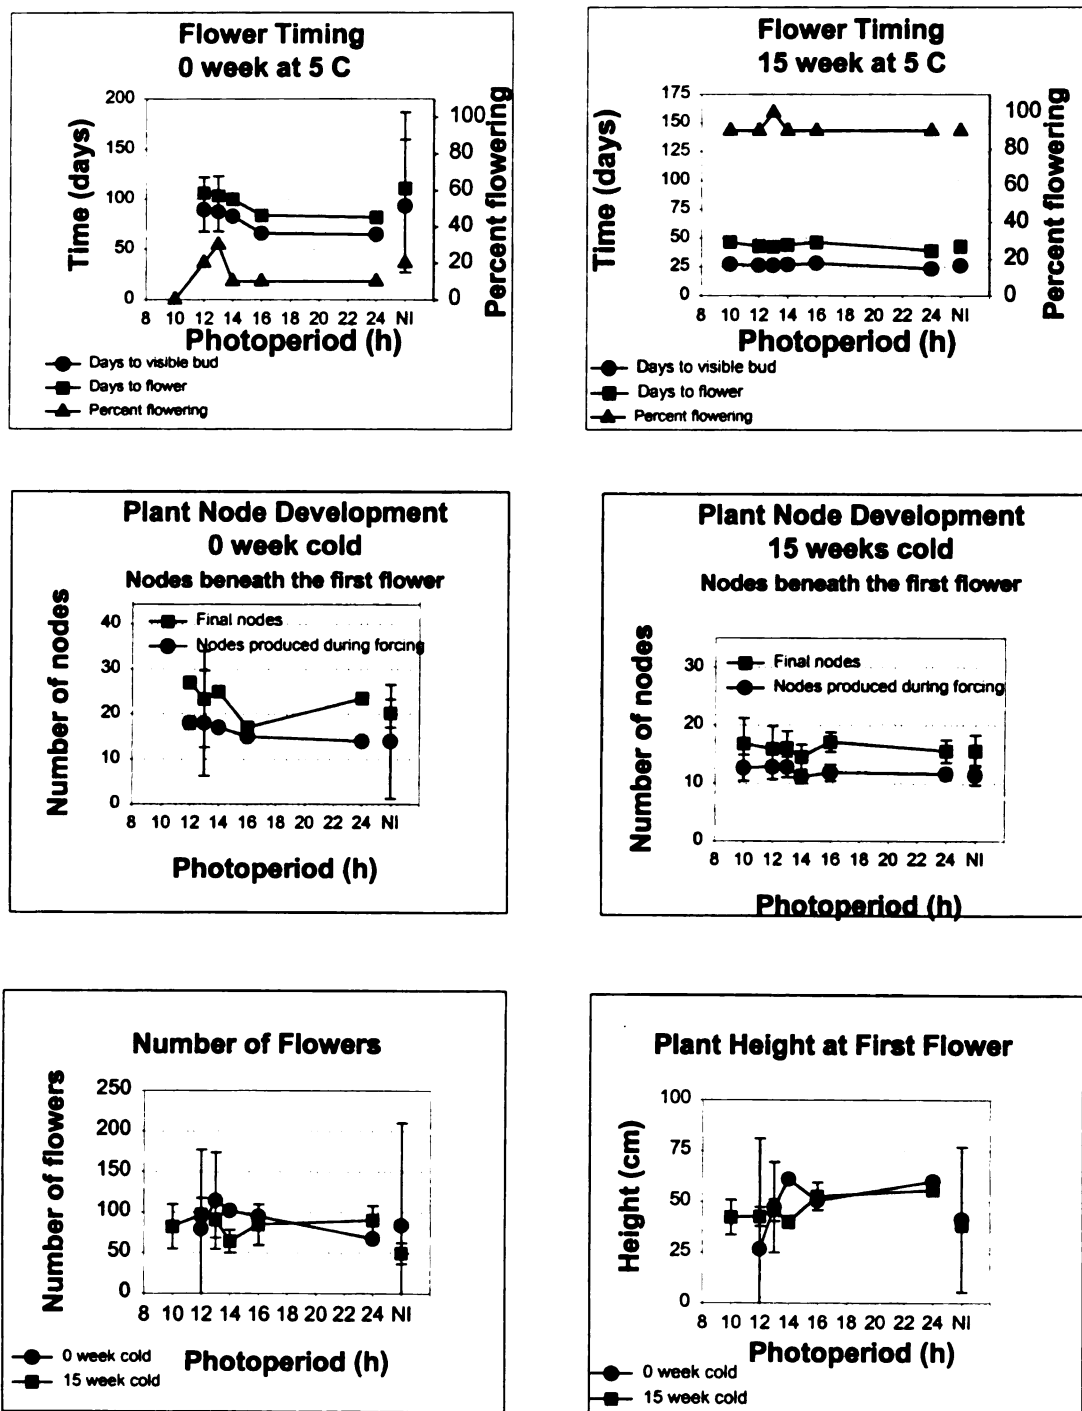 Flower Timing
0 week at 5 C
200
150
100
50
0
100
80
60
40
20
0
Time (days)
Percent flowering
8 10 12 14 16 18 20 22 24 NI
Photoperiod (h)
Days to visible bud
Days to flower
Percent flowering
Flower Timing
15 week at 5 C
175
150
125
100
75
50
25
0
100
80
60
40
20
0
Time (days)
Percent flowering
8 10 12 14 16 18 20 22 24 NI
Photoperiod (h)
Days to visible bud
Days to flower
Percent flowering
Plant Node Development
0 week cold
Nodes beneath the first flower
Final nodes
Nodes produced during forcing
40
30
20
10
0
Number of nodes
8 10 12 14 16 18 20 22 24 NI
Photoperiod (h)
Plant Node Development
15 weeks cold
Nodes beneath the first flower
Final nodes
Nodes produced during forcing
30
20
10
0
Number of nodes
8 10 12 14 16 18 20 22 24 NI
Photoperiod (h)
Number of Flowers
250
200
150
100
50
0
Number of flowers
8 10 12 14 16 18 20 22 24 NI
Photoperiod (h)
0 week cold
15 week cold
Plant Height at First Flower
100
75
50
25
0
Height (cm)
8 10 12 14 16 18 20 22 24 NI
Photoperiod (h)
0 week cold
15 week cold